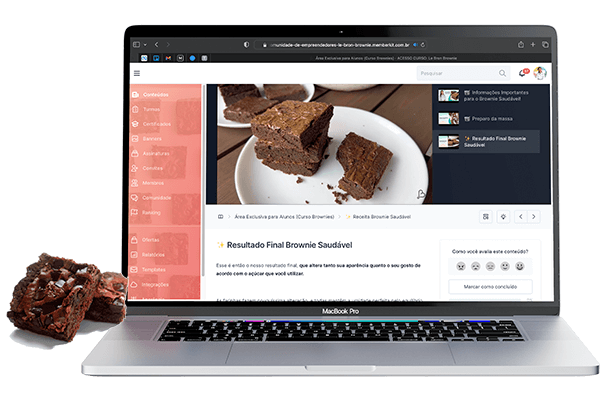 omunidade-de-empreendedores-le-bron-brownie.memberkit.com.br
Área Exclusiva para Alunos (Curso Brownies) - ACESSO CURSO: Le Bron Brownie
Pesquisar
Conteúdos
Turmas
Certificados
Banners
Assinaturas
Convites
Membros
Comunidade
Ranking
Ofertas
Relatórios
Templates
Integrações
Informações Importantes
para o Brownie Saudável
Preparo da massa
✨ Resultado Final Brownie
Saudável
Área Exclusiva para Alunos (Curso Brownies) › ✨ Receita Brownie Saudável
✨ Resultado Final Brownie Saudável
Esse é então o nosso resultado final, que altera tanto sua aparência quanto o seu gosto de
acordo com o açúcar que você utilizar.
Como você avalia este conteúdo?
Marcar como concluído
MacBook Pro